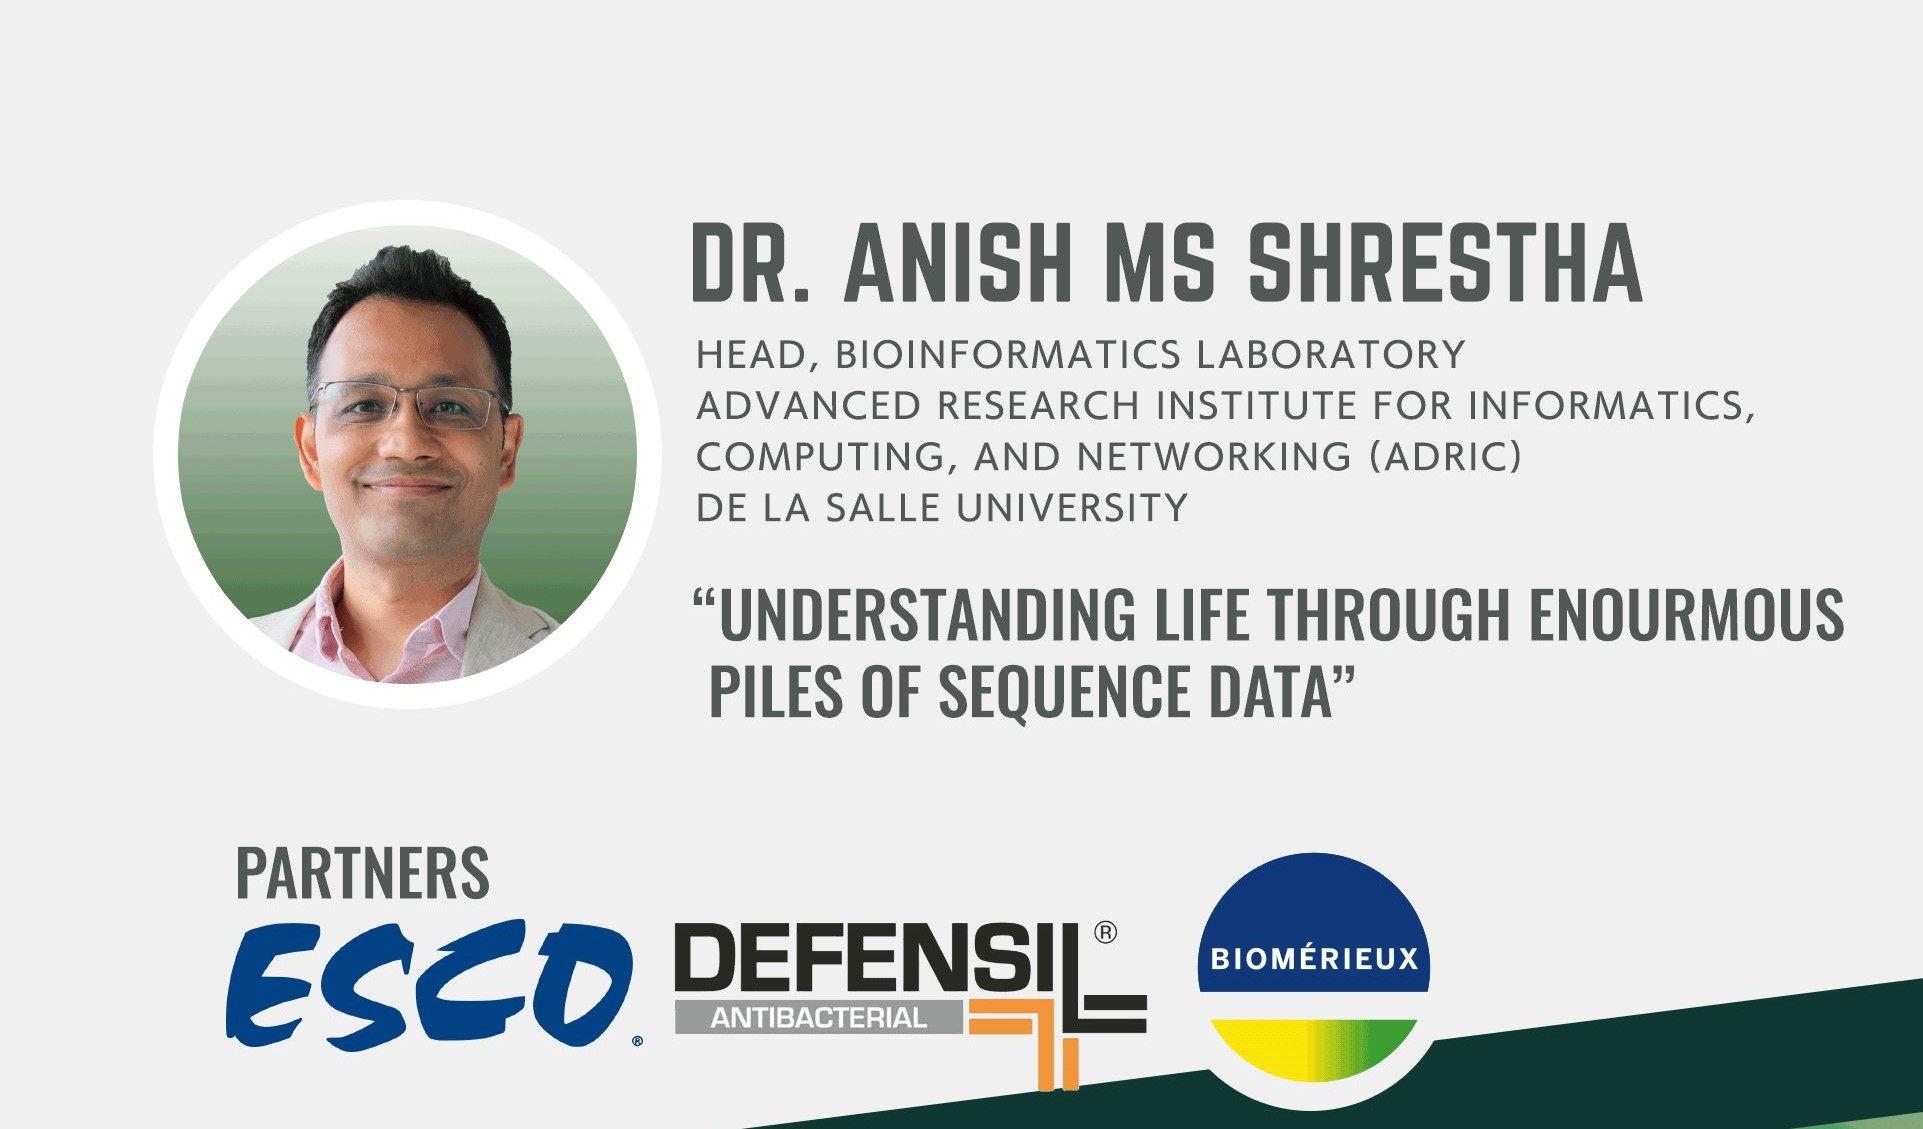 DR. ANISH MS SHRESTHA
HEAD, BIOINFORMATICS LABORATORY
ADVANCED RESEARCH INSTITUTE FOR INFORMATICS,
COMPUTING, AND NETWORKING (ADRIC)
DE LA SALLE UNIVERSITY
“UNDERSTANDING LIFE THROUGH ENOURMOUS
PILES OF SEQUENCE DATA”
PARTNERS
ESCO®
DEFENSIL®
ANTIBACTERIAL
BIOMÉRIEUX